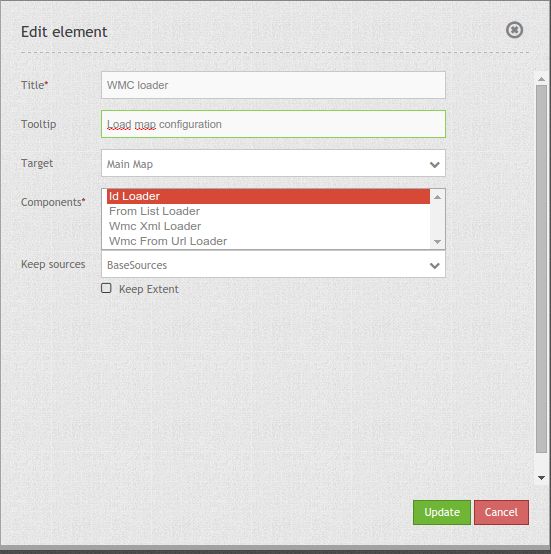 Edit element
Title*
WMC loader
Tooltip
Load map configuration
Target
Main Map
Components*
Id Loader
From List Loader
Wmc Xml Loader
Wmc From Url Loader
Keep sources
BaseSources
Keep Extent
Update
Cancel